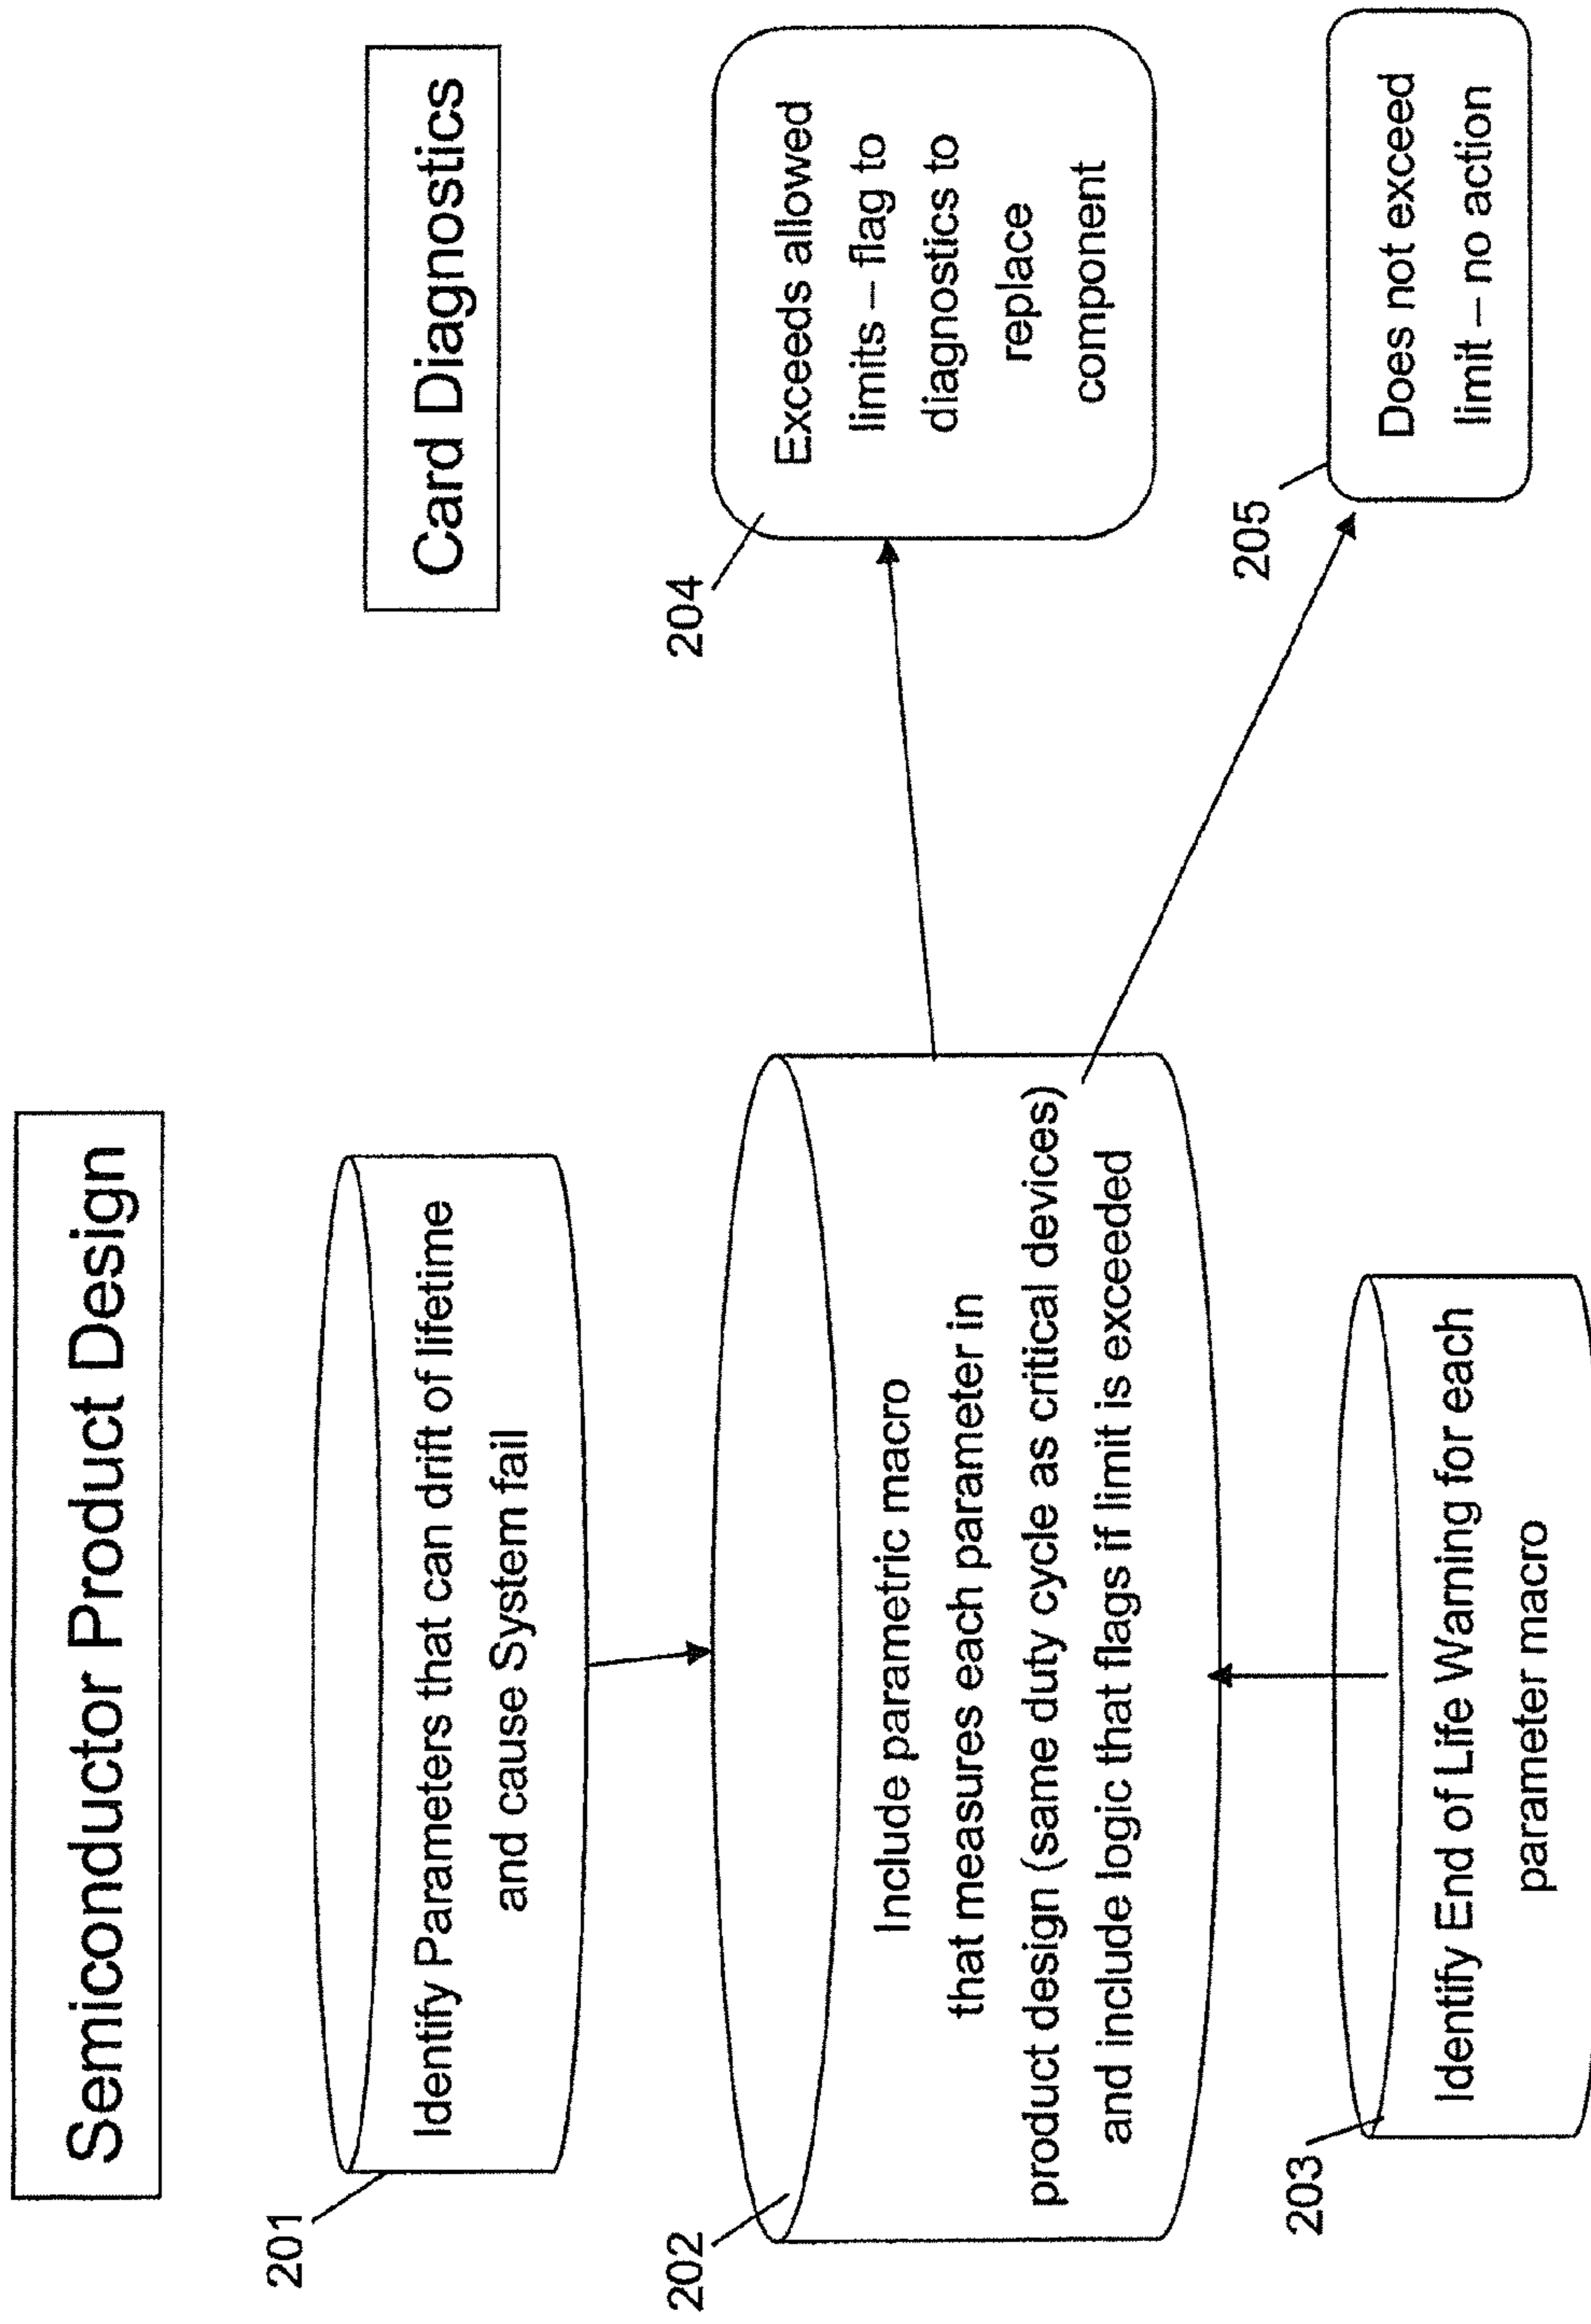 Semiconductor Product Design
201
Identify Parameters that can drift of lifetime
and cause System fail
202
Include parametric macro
that measures each parameter in
product design (same duty cycle as critical devices)
and include logic that flags if limit is exceeded
203
Identify End of Life Warning for each
parameter macro
Card Diagnostics
204
Exceeds allowed
limits – flag to
diagnostics to
replace
component
205
Does not exceed
limit – no action